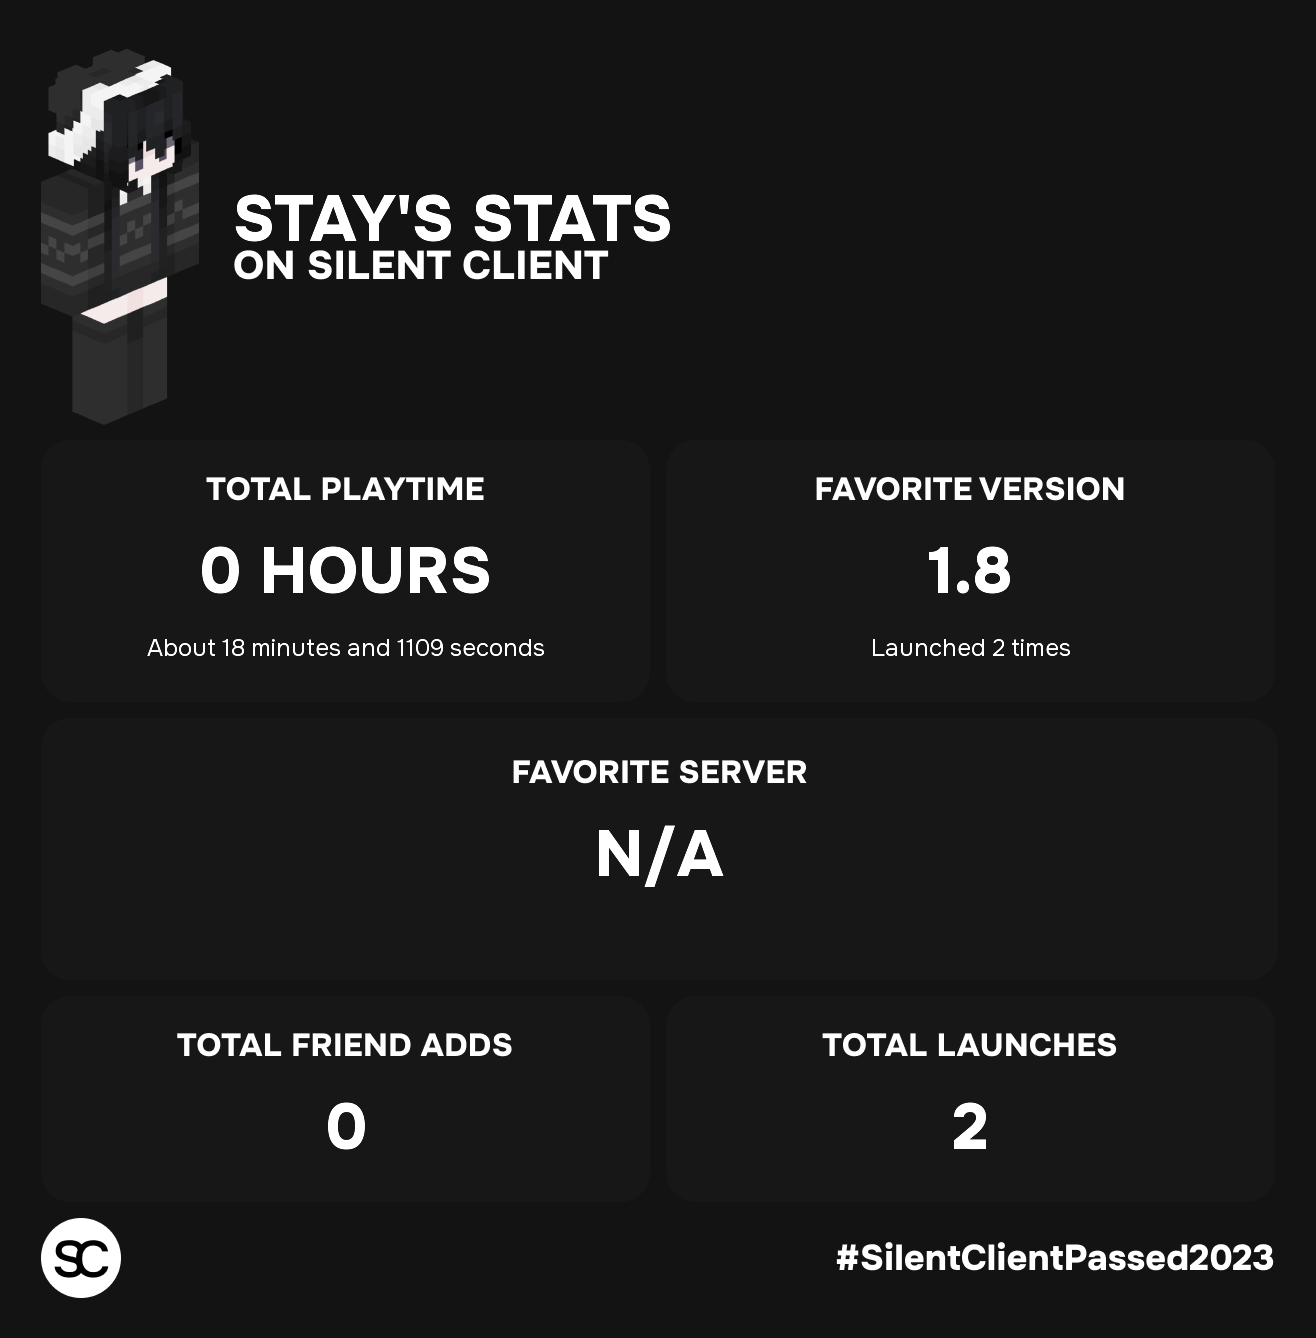 STAY'S STATS
ON SILENT CLIENT
TOTAL PLAYTIME
0 HOURS
About 18 minutes and 1109 seconds
FAVORITE VERSION
1.8
Launched 2 times
FAVORITE SERVER
N/A
TOTAL FRIEND ADDS
0
TOTAL LAUNCHES
2
SC
#SilentClientPassed2023